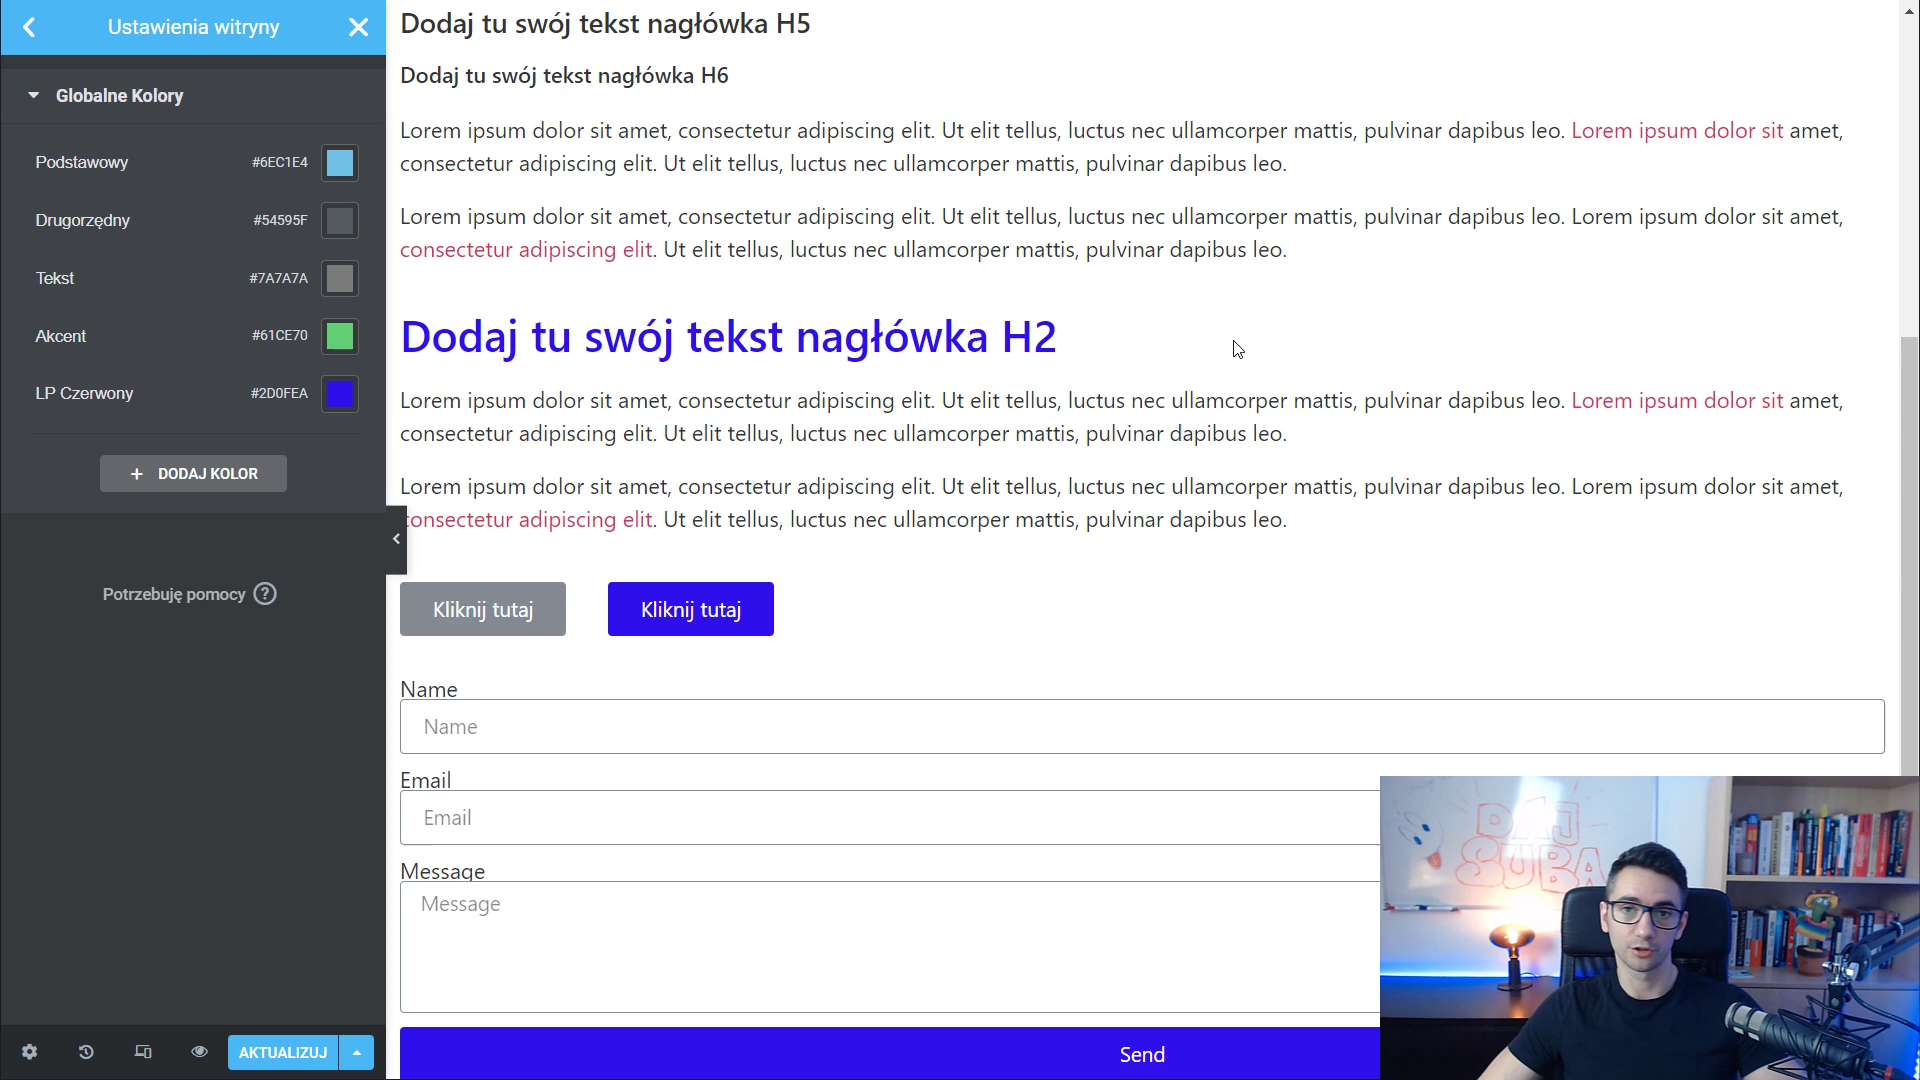 Ustawienia witryny
Globalne Kolory
Podstawowy #6EC1E4
Drugorzędny #54595F
Tekst #7A7A7A
Akcent #61CE70
LP Czerwony #2D0FEA
+ DODAJ KOLOR
Potrzebuję pomocy ?
AKTUALIZUJ
Dodaj tu swój tekst nagłówka H5
Dodaj tu swój tekst nagłówka H6
Lorem ipsum dolor sit amet, consectetur adipiscing elit. Ut elit tellus, luctus nec ullamcorper mattis, pulvinar dapibus leo. Lorem ipsum dolor sit amet,
consectetur adipiscing elit. Ut elit tellus, luctus nec ullamcorper mattis, pulvinar dapibus leo.
Lorem ipsum dolor sit amet, consectetur adipiscing elit. Ut elit tellus, luctus nec ullamcorper mattis, pulvinar dapibus leo. Lorem ipsum dolor sit amet,
consectetur adipiscing elit. Ut elit tellus, luctus nec ullamcorper mattis, pulvinar dapibus leo.
Dodaj tu swój tekst nagłówka H2
Lorem ipsum dolor sit amet, consectetur adipiscing elit. Ut elit tellus, luctus nec ullamcorper mattis, pulvinar dapibus leo. Lorem ipsum dolor sit amet,
consectetur adipiscing elit. Ut elit tellus, luctus nec ullamcorper mattis, pulvinar dapibus leo.
Lorem ipsum dolor sit amet, consectetur adipiscing elit. Ut elit tellus, luctus nec ullamcorper mattis, pulvinar dapibus leo. Lorem ipsum dolor sit amet,
consectetur adipiscing elit. Ut elit tellus, luctus nec ullamcorper mattis, pulvinar dapibus leo.
Kliknij tutaj Kliknij tutaj
Name
Name
Email
Email
Message
Message
Send
DAJ
SUBA